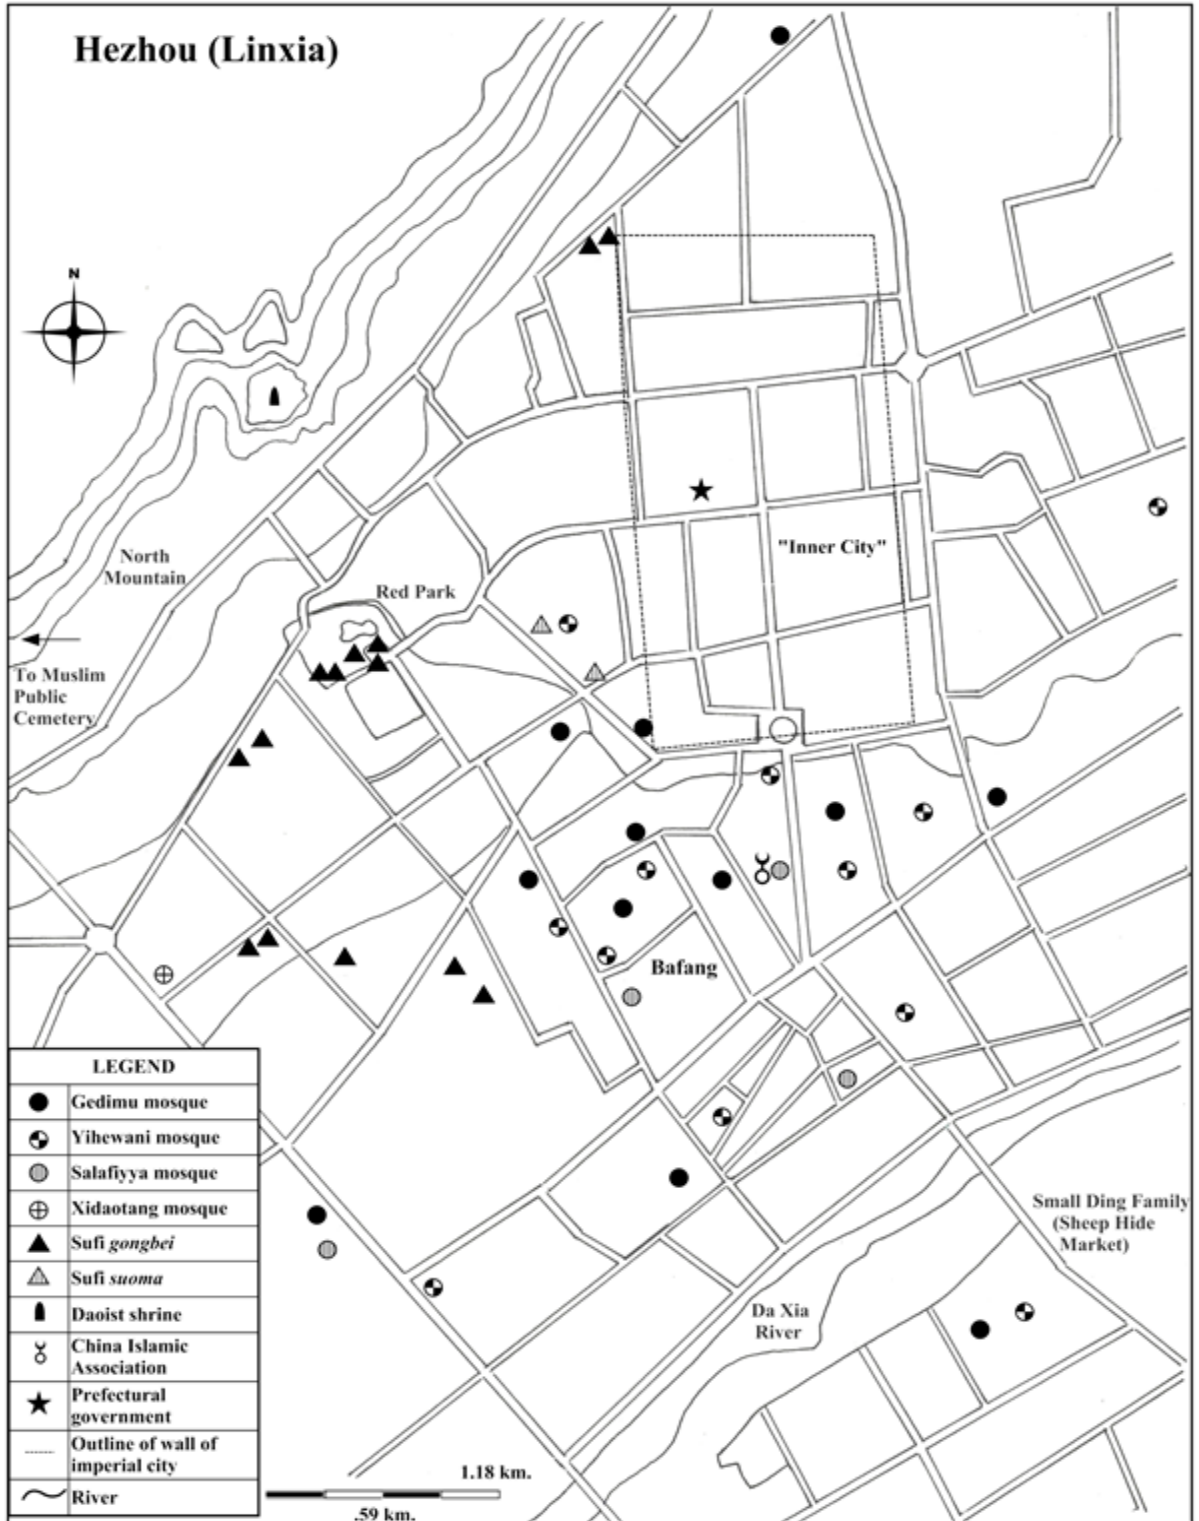 Hezhou (Linxia)
N
North
Mountain
Red Park
"Inner City"
To Muslim
Public
Cemetery
Bafang
LEGEND
Gedimu mosque
Yihewani mosque
Salafiyya mosque
Xidaotang mosque
Sufi gongbei
Sufi suoma
Daoist shrine
China Islamic
Association
Prefectural
government
Outline of wall of
imperial city
River
Small Ding Family
(Sheep Hide
Market)
Da Xia
River
1.18 km.
.59 km.